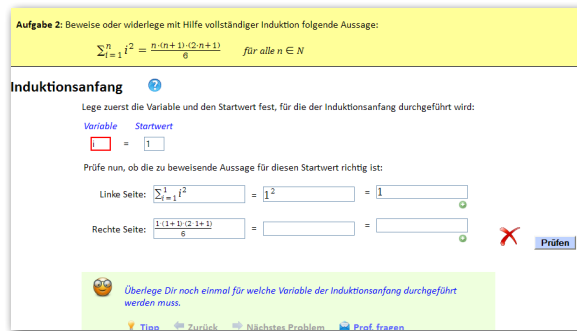 Aufgabe 2: Beweise oder widerlege mit Hilfe vollständiger Induktion folgende Aussage:
∑ⁿᵢ₌₁ i² = n·(n+1)·(2·n+1)/6 für alle n ∈ N
Induktionsanfang ?
Lege zuerst die Variable und den Startwert fest, für die der Induktionsanfang durchgeführt wird:
Variable Startwert
i = 1
Prüfe nun, ob die zu beweisende Aussage für diesen Startwert richtig ist:
Linke Seite: ∑¹ᵢ₌₁ i² = 1² = 1
Rechte Seite: 1·(1+1)·(2·1+1)/6 = =
Prüfen
Überlege Dir noch einmal für welche Variable der Induktionsanfang durchgeführt
werden muss.
Tipp Zurück Nächstes Problem Prof. fragen